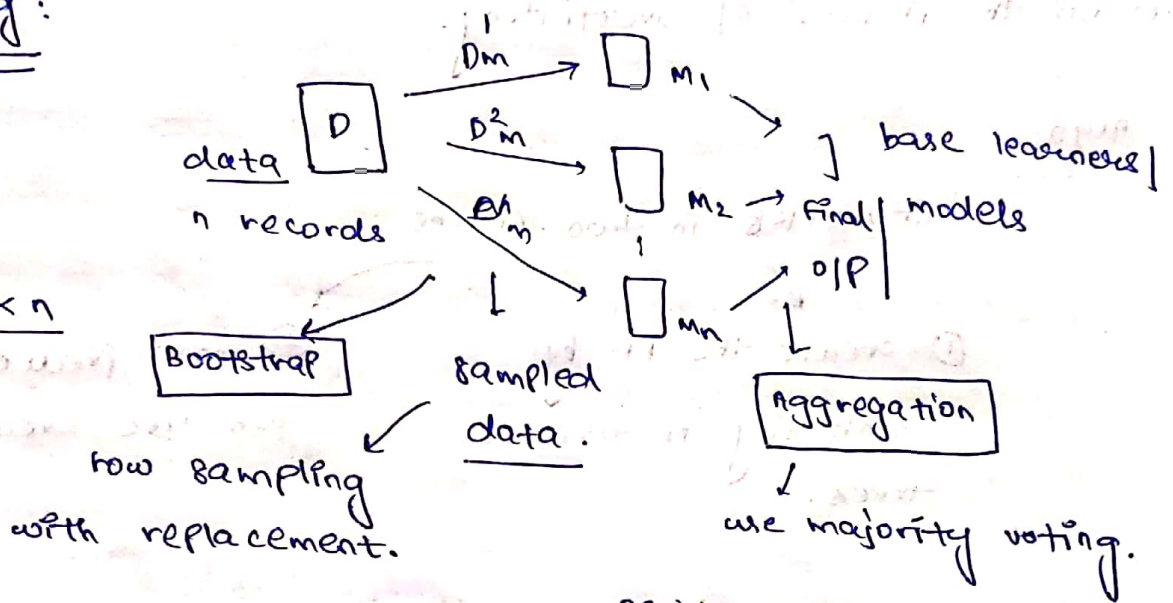 g:
D'm
M1
D
D²m
base learners/
data
M2
Final
models
n records
O/P
< n
Mn
Bootstrap
sampled
Aggregation
data.
row sampling
use majority voting.
with replacement.